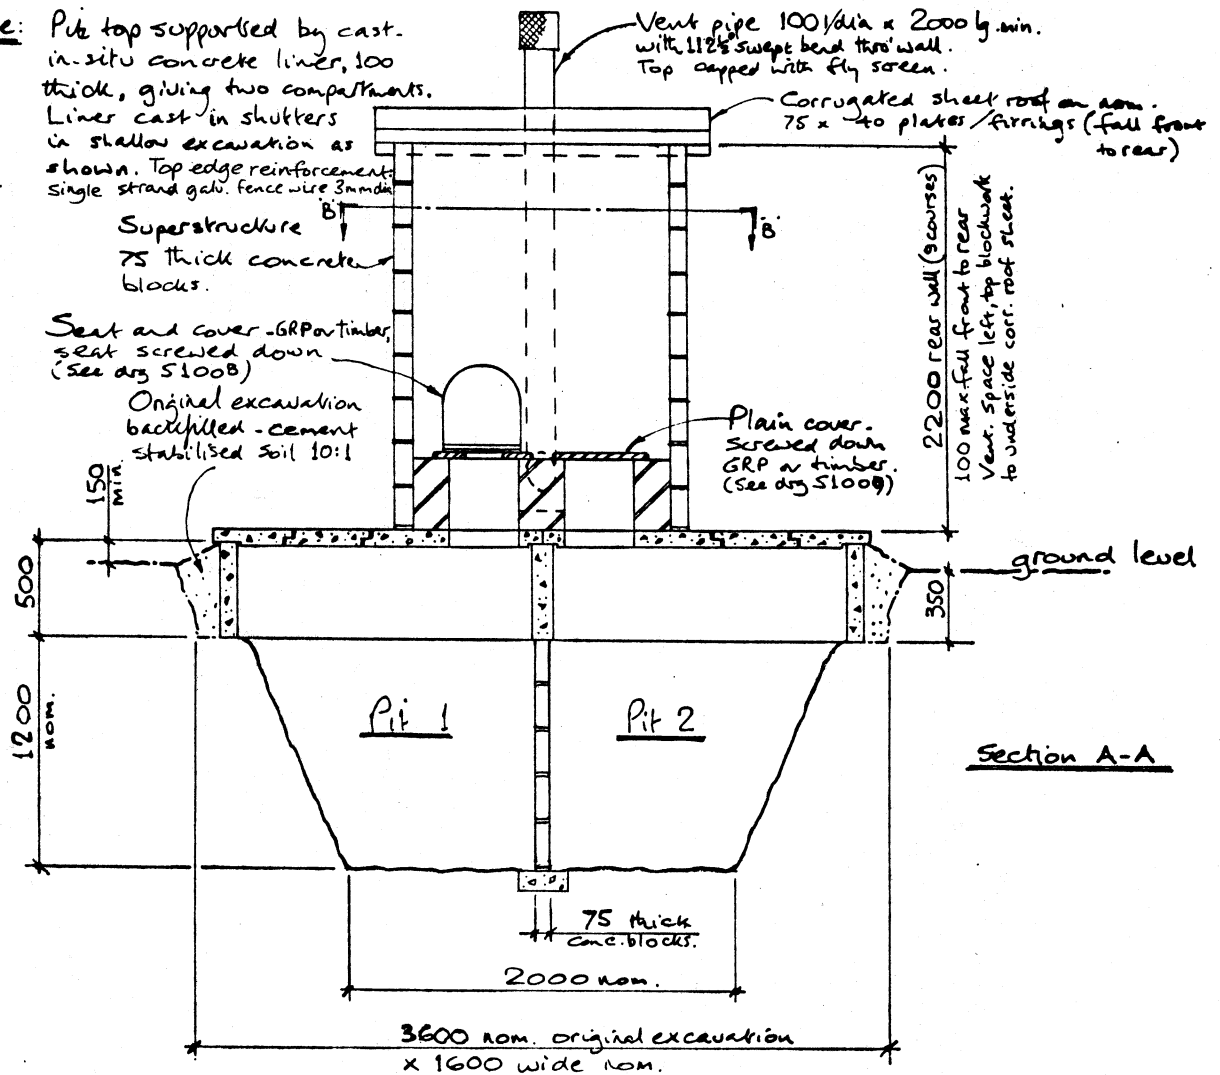 e: Pit top supported by cast-
in-situ concrete liner, 100
thick, giving two compartments.
Liner cast in shutters
in shallow excavation as
shown. Top edge reinforcement:
single strand galv. fence wire 3mm dia
Vent pipe 100 i/dia x 2000 lg. min.
with 112½° swept bend thro' wall.
Top capped with fly screen.
Corrugated sheet roof on nom.
75 x 40 plates/firrings (fall front
to rear)
'B'
'B'
Superstructure
75 thick concrete
blocks.
Seat and cover - GRP or timber,
seat screwed down
(See drg S100B)
Original excavation
backfilled - cement
stabilised soil 10:1
Plain cover.
Screwed down
GRP or timber.
(See drg S100B)
2200 rear wall (9 courses)
100 max fall front to rear
Vent. space left, top blockwork
to underside corr. roof sheet.
150
min
500
1200
nom.
ground level
350
Pit 1
Pit 2
Section A-A
75 thick
conc. blocks.
2000 nom.
3600 nom. original excavation
x 1600 wide nom.